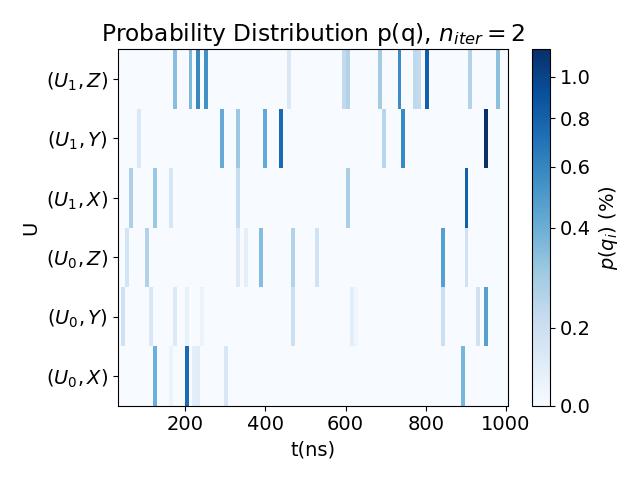 Probability Distribution p(q), $n_{iter} = 2$
U
$(U_1, Z)$
$(U_1, Y)$
$(U_1, X)$
$(U_0, Z)$
$(U_0, Y)$
$(U_0, X)$
200 400 600 800 1000
t(ns)
1.0
0.8
0.6
0.4
0.2
0.0
$p(q_i)$ (%)